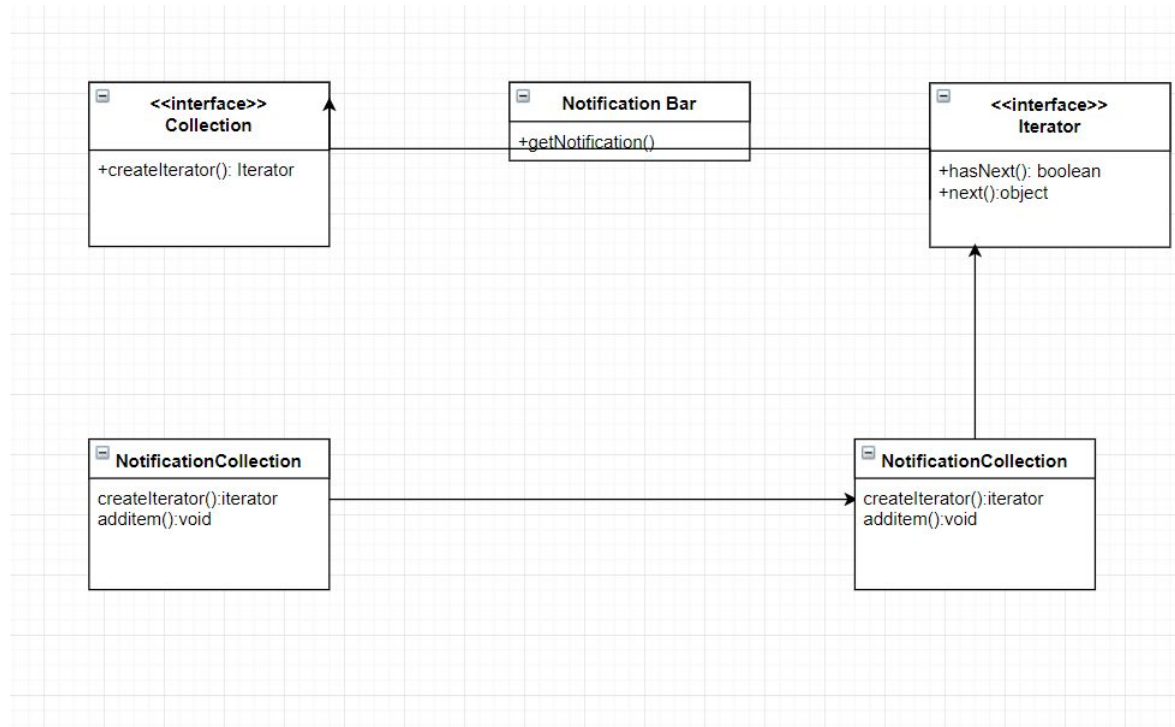 <<interface>>
Collection
+createIterator(): Iterator
Notification Bar
+getNotification()
<<interface>>
Iterator
+hasNext(): boolean
+next():object
NotificationCollection
createIterator():iterator
additem():void
NotificationCollection
createIterator():iterator
additem():void